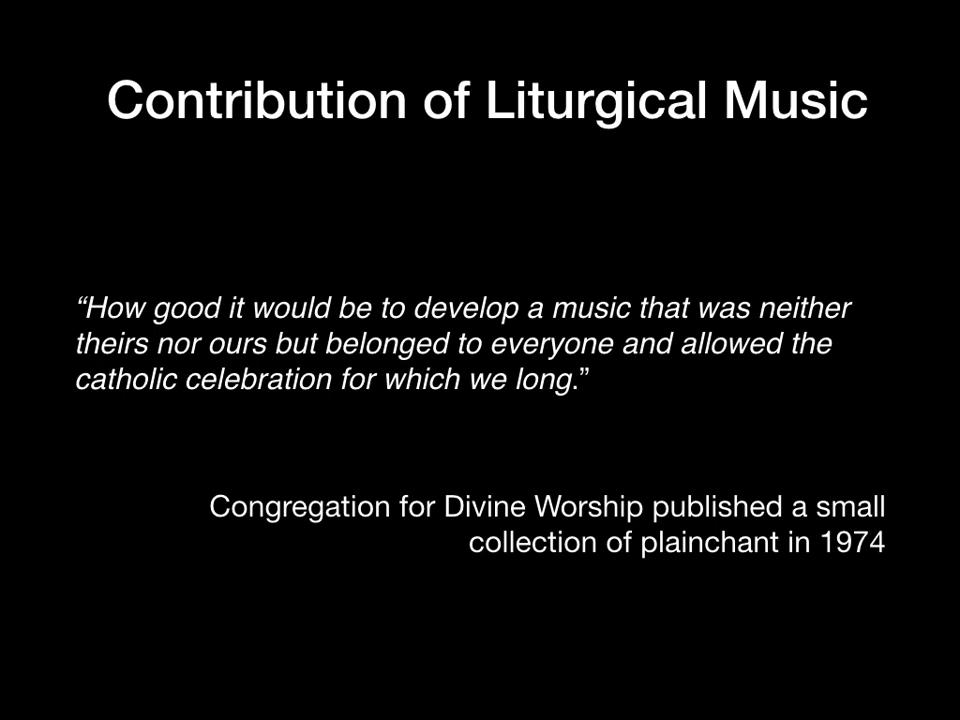 Contribution of Liturgical Music
“How good it would be to develop a music that was neither
theirs nor ours but belonged to everyone and allowed the
catholic celebration for which we long.”
Congregation for Divine Worship published a small
collection of plainchant in 1974